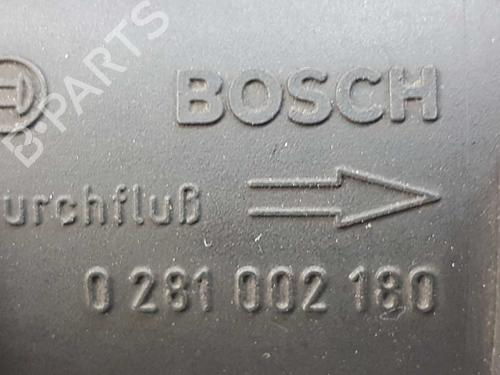 B-PARTS
BOSCH
urchfluß
0 281 002 180